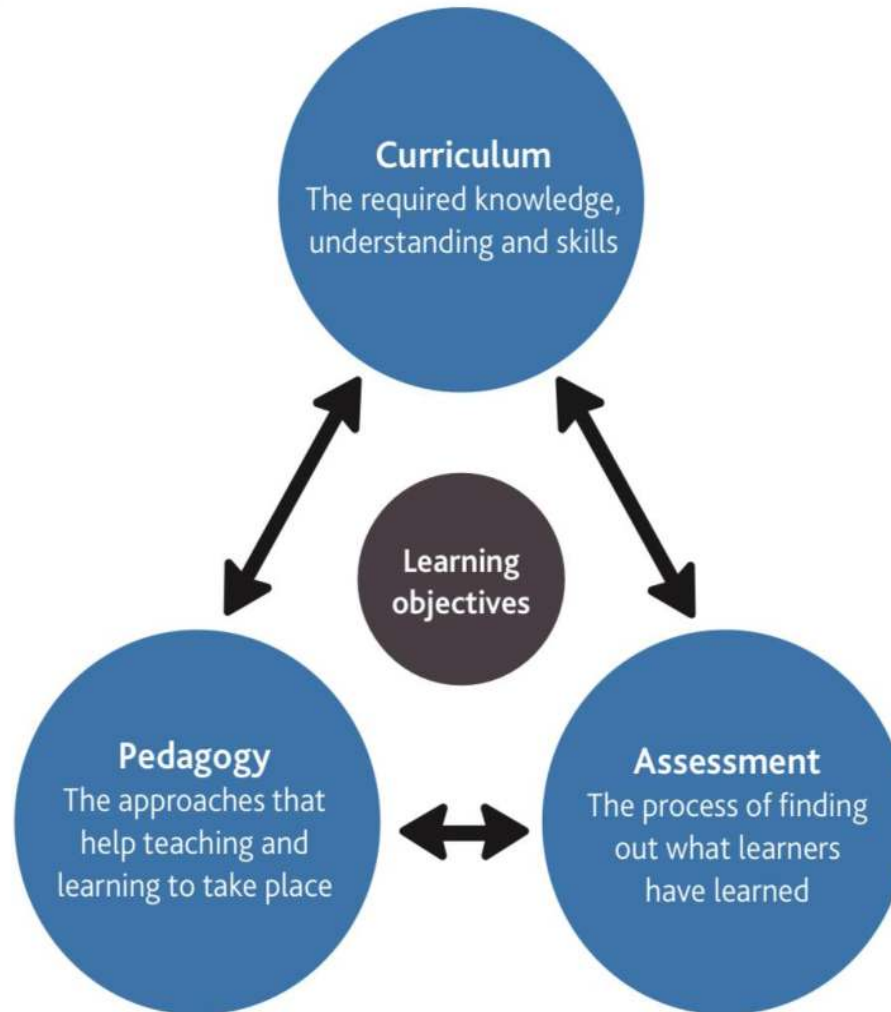 Curriculum
The required knowledge,
understanding and skills
Learning
objectives
Pedagogy
The approaches that
help teaching and
learning to take place
Assessment
The process of finding
out what learners
have learned